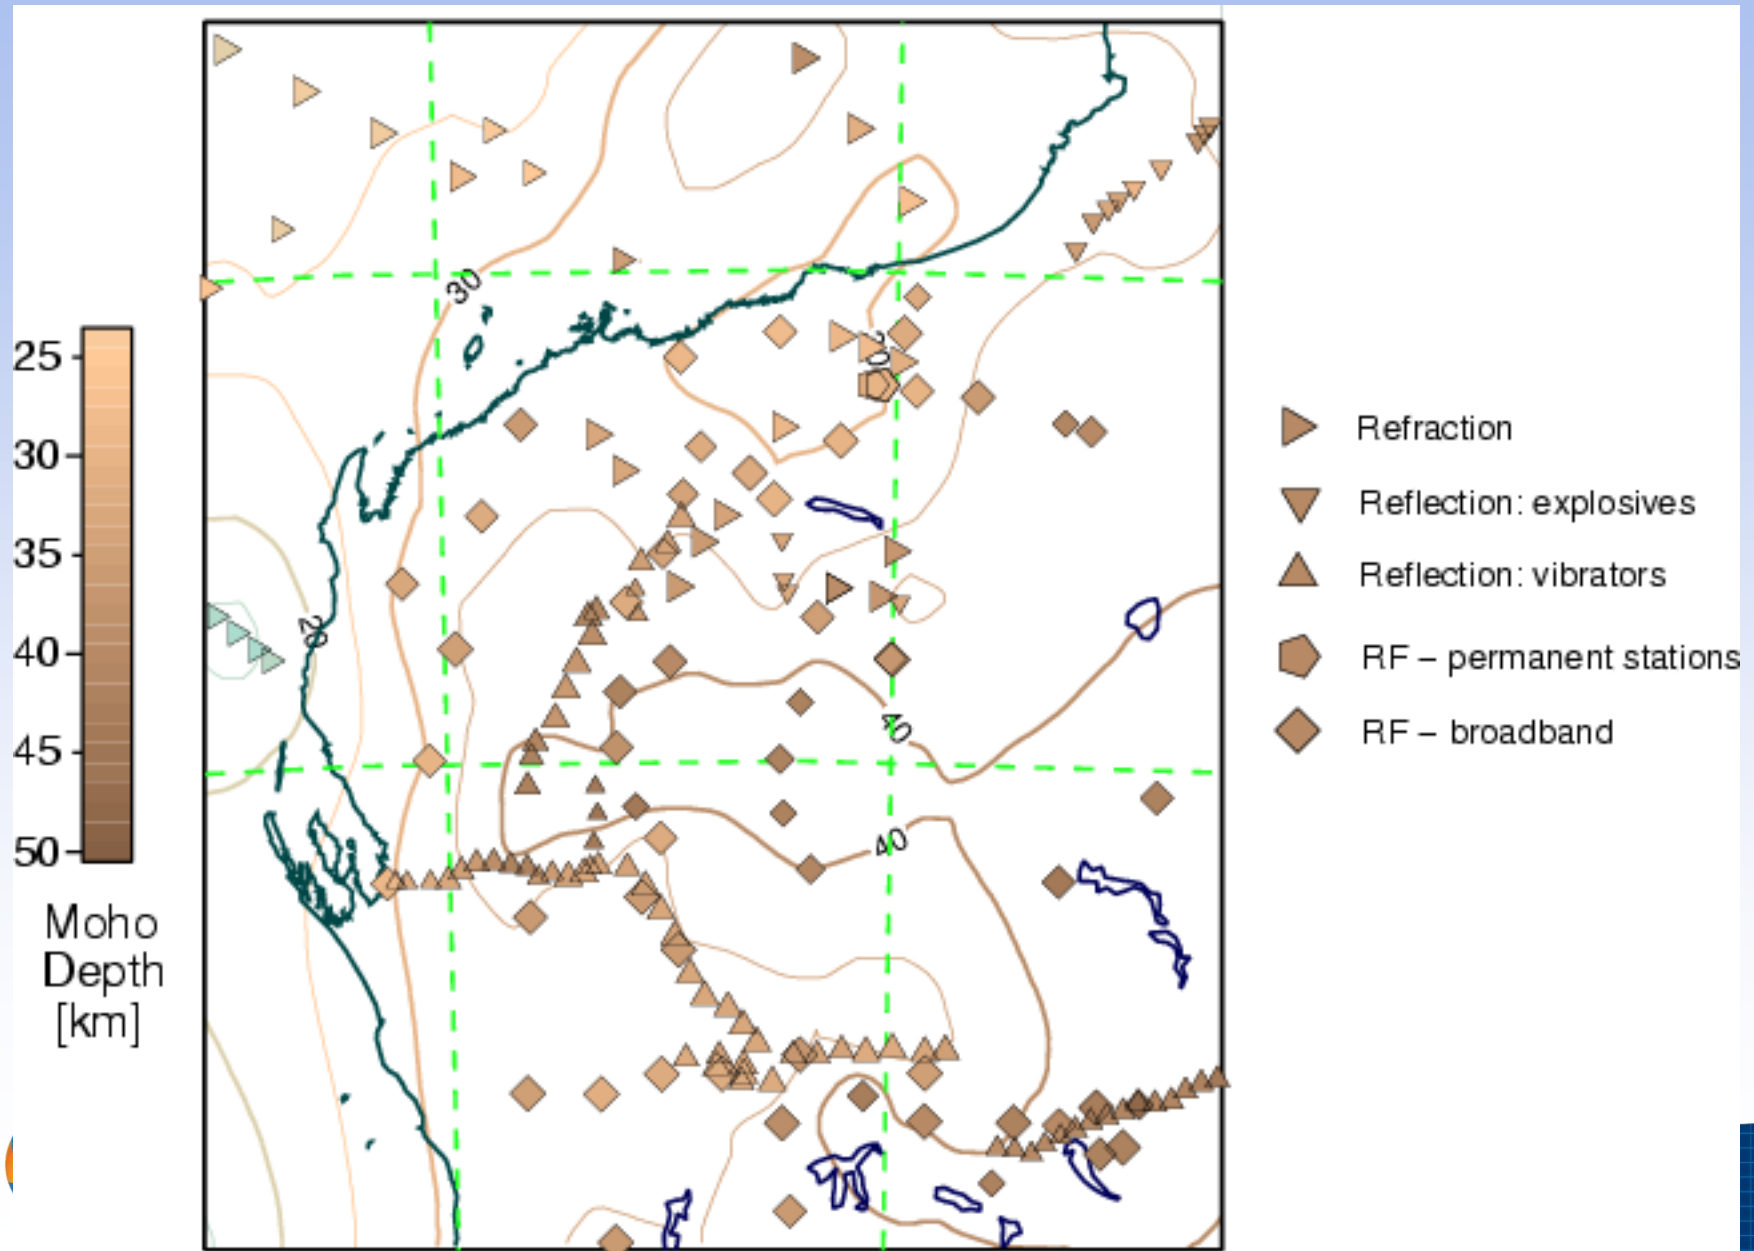 30
20
20
40
40
25
30
35
40
45
50
Moho
Depth
[km]
Refraction
Reflection: explosives
Reflection: vibrators
RF – permanent stations
RF – broadband